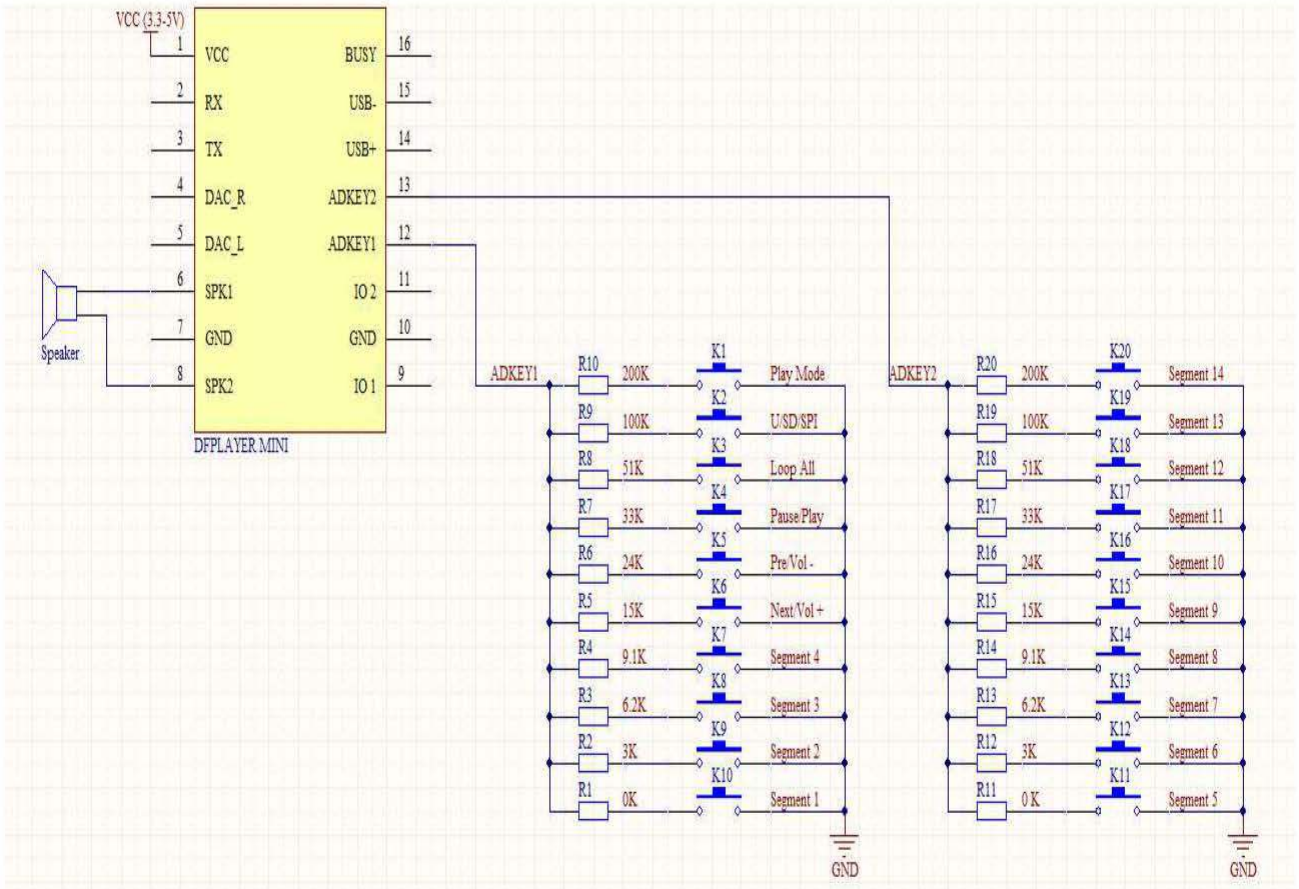 VCC (3.3-5V)
1 VCC BUSY 16
2 RX USB- 15
3 TX USB+ 14
4 DAC_R ADKEY2 13
5 DAC_L ADKEY1 12
6 SPK1 IO 2 11
7 GND GND 10
8 SPK2 IO 1 9
Speaker
DFPLAYER MINI
ADKEY1
R10 200K K1 Play Mode
R9 100K K2 U/SD/SPI
R8 51K K3 Loop All
R7 33K K4 Pause/Play
R6 24K K5 Pre/Vol -
R5 15K K6 Next/Vol +
R4 9.1K K7 Segment 4
R3 6.2K K8 Segment 3
R2 3K K9 Segment 2
R1 0K K10 Segment 1
GND
ADKEY2
R20 200K K20 Segment 14
R19 100K K19 Segment 13
R18 51K K18 Segment 12
R17 33K K17 Segment 11
R16 24K K16 Segment 10
R15 15K K15 Segment 9
R14 9.1K K14 Segment 8
R13 6.2K K13 Segment 7
R12 3K K12 Segment 6
R11 0 K K11 Segment 5
GND